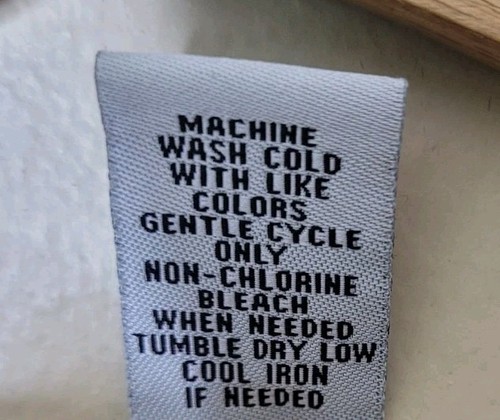 MACHINE
WASH COLD
WITH LIKE
COLORS
GENTLE CYCLE
ONLY
NON-CHLORINE
BLEACH
WHEN NEEDED
TUMBLE DRY LOW
COOL IRON
IF NEEDED